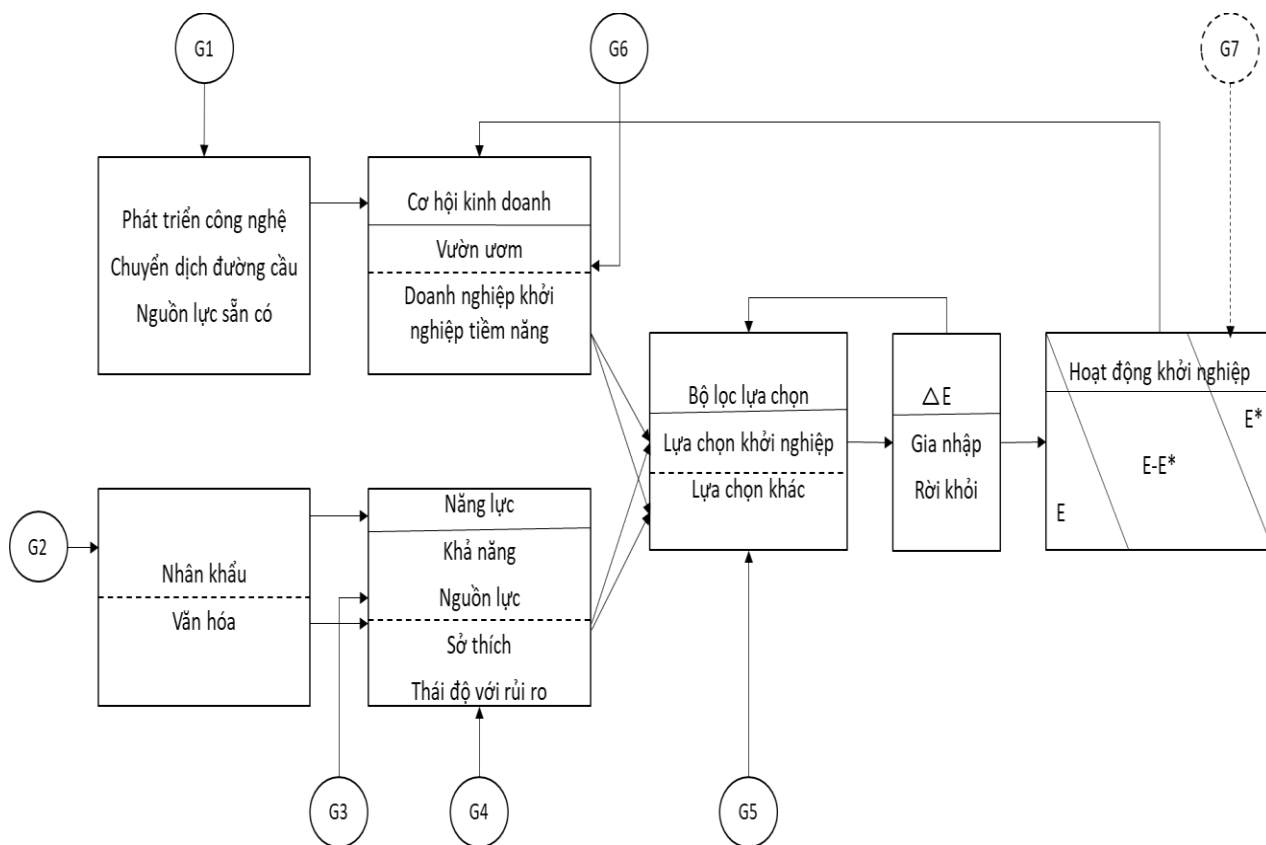 G1
G6
G7
Phát triển công nghệ
Chuyển dịch đường cầu
Nguồn lực sẵn có
Cơ hội kinh doanh
Vườn ươm
Doanh nghiệp khởi
nghiệp tiềm năng
Bộ lọc lựa chọn
Lựa chọn khởi nghiệp
Lựa chọn khác
△ E
Gia nhập
Rời khỏi
Hoạt động khởi nghiệp
E*
E-E*
E
G2
Nhân khẩu
Văn hóa
Năng lực
Khả năng
Nguồn lực
Sở thích
Thái độ với rủi ro
G3
G4
G5